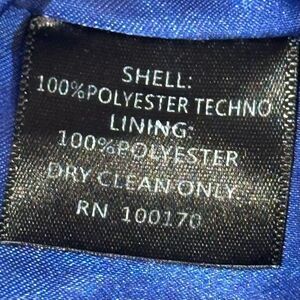 SHELL:
100%POLYESTER TECHNO
LINING:
100%POLYESTER
DRY CLEAN ONLY
RN 100170